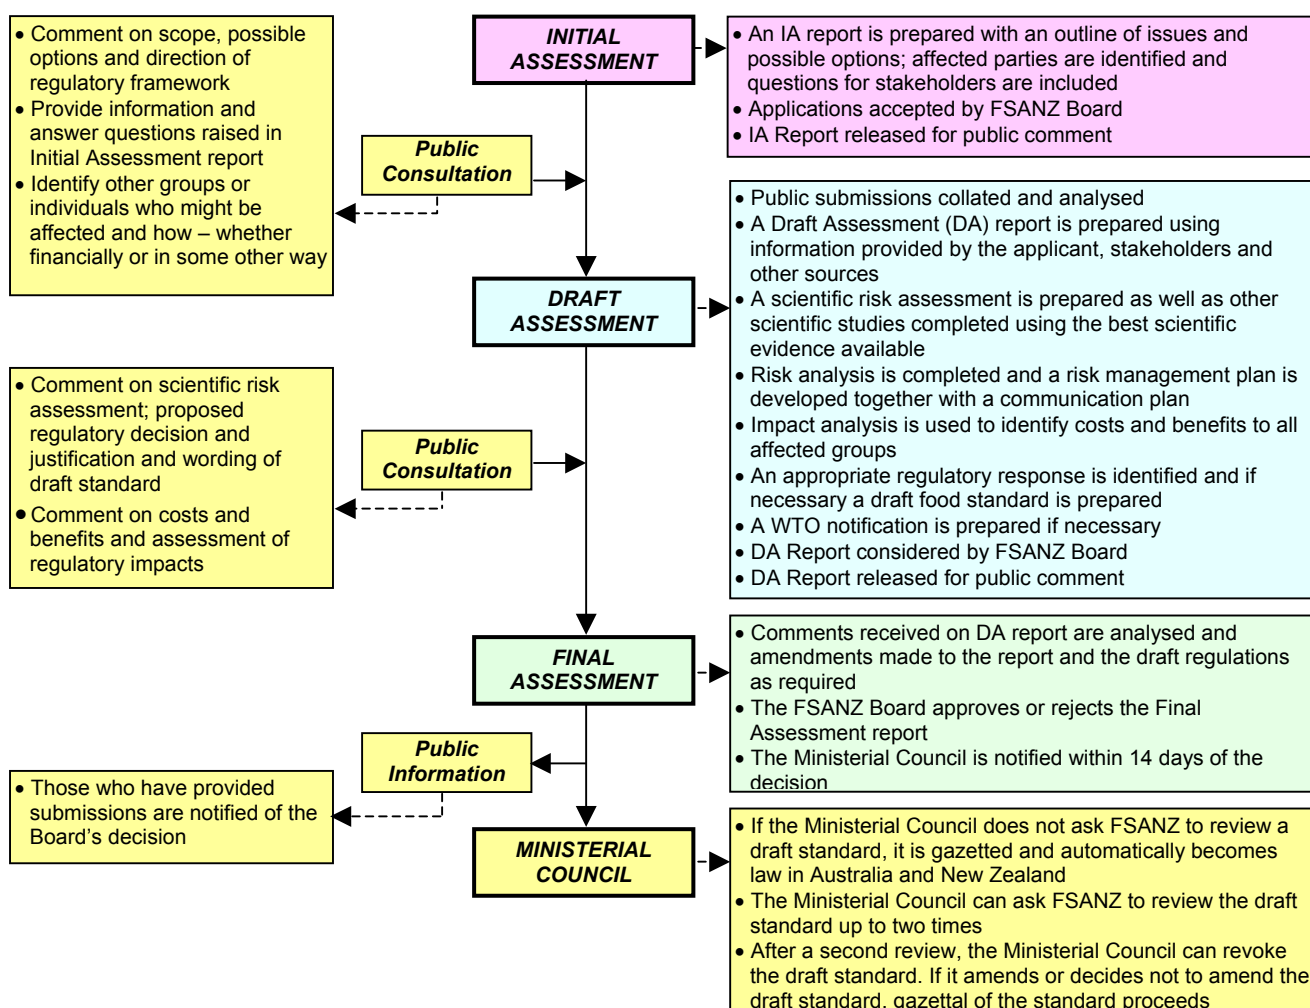 • Comment on scope, possible
options and direction of
regulatory framework
• Provide information and
answer questions raised in
Initial Assessment report
• Identify other groups or
individuals who might be
affected and how – whether
financially or in some other way
INITIAL
ASSESSMENT
• An IA report is prepared with an outline of issues and
possible options; affected parties are identified and
questions for stakeholders are included
• Applications accepted by FSANZ Board
• IA Report released for public comment
Public
Consultation
DRAFT
ASSESSMENT
• Public submissions collated and analysed
• A Draft Assessment (DA) report is prepared using
information provided by the applicant, stakeholders and
other sources
• A scientific risk assessment is prepared as well as other
scientific studies completed using the best scientific
evidence available
• Risk analysis is completed and a risk management plan is
developed together with a communication plan
• Impact analysis is used to identify costs and benefits to all
affected groups
• An appropriate regulatory response is identified and if
necessary a draft food standard is prepared
• A WTO notification is prepared if necessary
• DA Report considered by FSANZ Board
• DA Report released for public comment
• Comment on scientific risk
assessment; proposed
regulatory decision and
justification and wording of
draft standard
• Comment on costs and
benefits and assessment of
regulatory impacts
Public
Consultation
FINAL
ASSESSMENT
• Comments received on DA report are analysed and
amendments made to the report and the draft regulations
as required
• The FSANZ Board approves or rejects the Final
Assessment report
• The Ministerial Council is notified within 14 days of the
decision
Public
Information
• Those who have provided
submissions are notified of the
Board’s decision
MINISTERIAL
COUNCIL
• If the Ministerial Council does not ask FSANZ to review a
draft standard, it is gazetted and automatically becomes
law in Australia and New Zealand
• The Ministerial Council can ask FSANZ to review the draft
standard up to two times
• After a second review, the Ministerial Council can revoke
the draft standard. If it amends or decides not to amend the
draft standard, gazettal of the standard proceeds